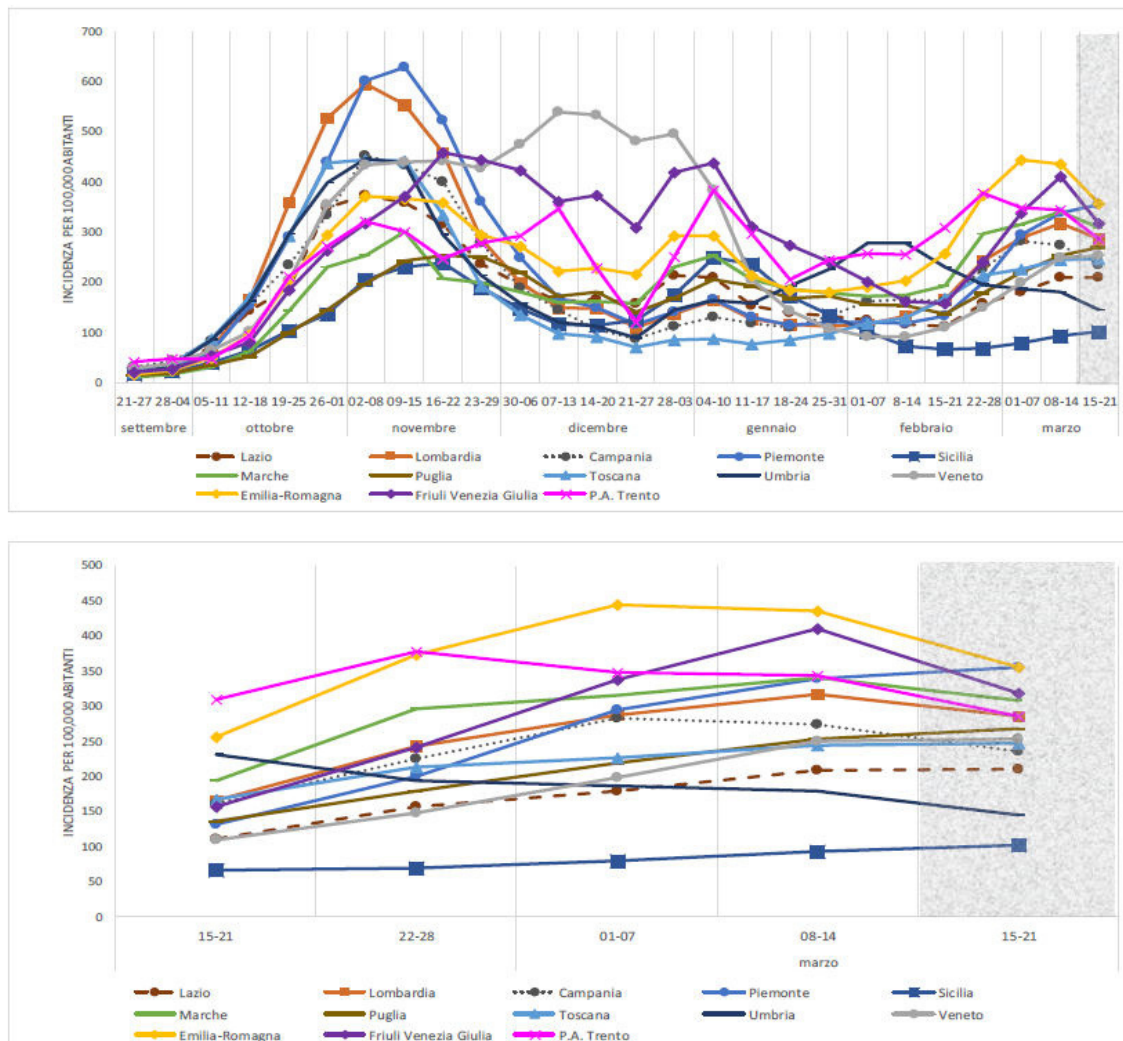 INCIDENZA PER 100,000 ABITANTI
700
600
500
400
300
200
100
0
21-27 28-04 05-11 12-18 19-25 26-01 02-08 09-15 16-22 23-29 30-06 07-13 14-20 21-27 28-03 04-10 11-17 18-24 25-31 01-07 8-14 15-21 22-28 01-07 08-14 15-21
settembre ottobre novembre dicembre gennaio febbraio marzo
Lazio Lombardia Campania Piemonte Sicilia
Marche Puglia Toscana Umbria Veneto
Emilia-Romagna Friuli Venezia Giulia P.A. Trento
INCIDENZA PER 100,000 ABITANTI
500
450
400
350
300
250
200
150
100
50
0
15-21 22-28 01-07 08-14 15-21
marzo
Lazio Lombardia Campania Piemonte Sicilia
Marche Puglia Toscana Umbria Veneto
Emilia-Romagna Friuli Venezia Giulia P.A. Trento